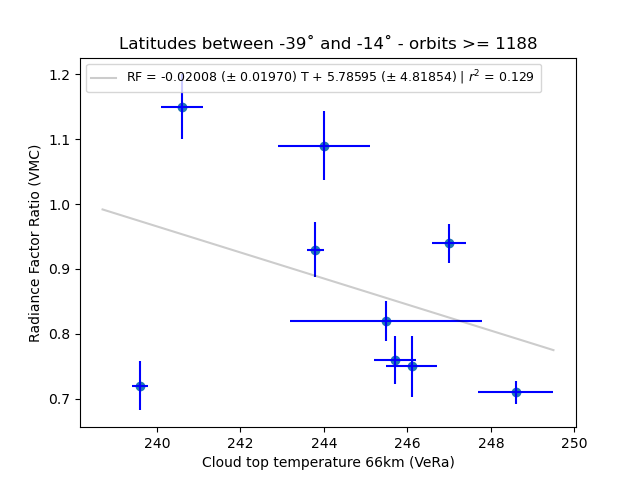 Latitudes between -39˚ and -14˚ - orbits >= 1188
RF = -0.02008 (± 0.01970) T + 5.78595 (± 4.81854) | r² = 0.129
1.2
1.1
1.0
0.9
0.8
0.7
Radiance Factor Ratio (VMC)
240 242 244 246 248 250
Cloud top temperature 66km (VeRa)